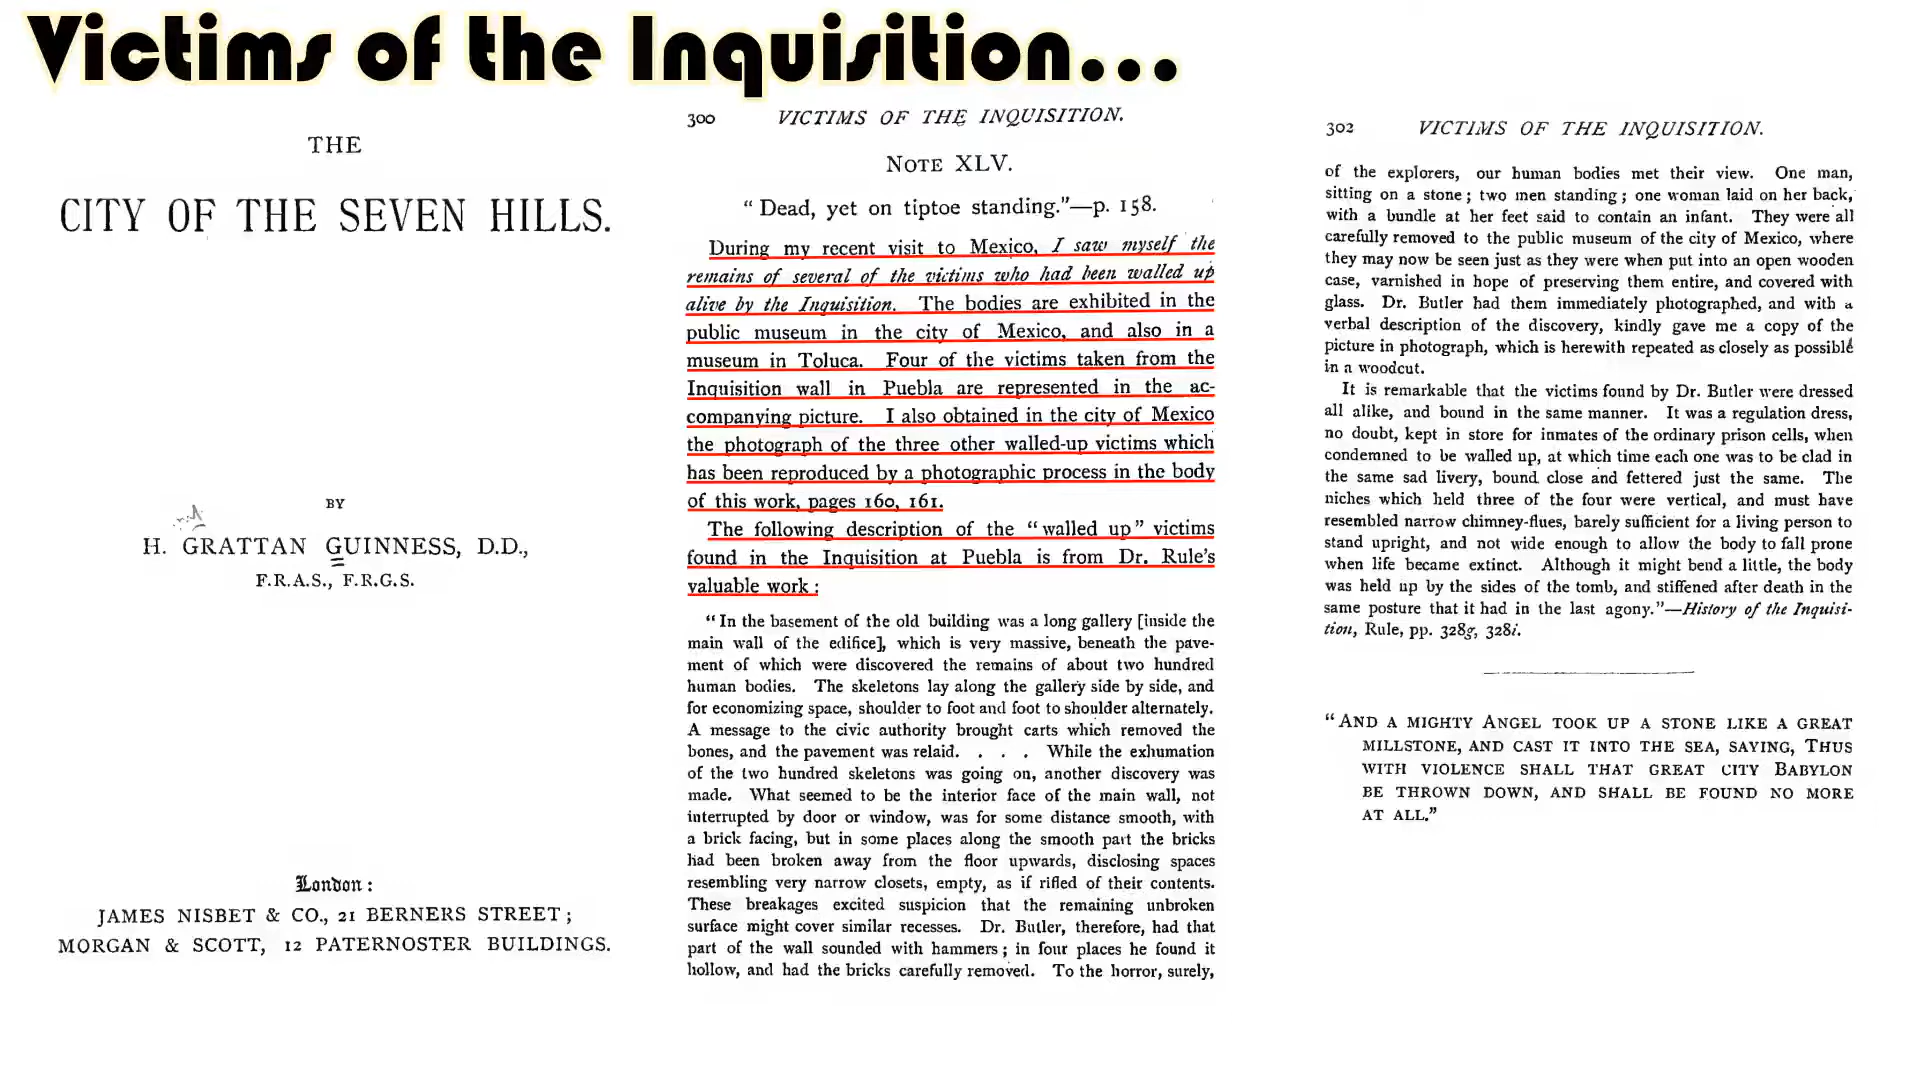 Victims of the Inquisition...
THE
CITY OF THE SEVEN HILLS.
BY
H. GRATTAN GUINNESS, D.D.,
F.R.A.S., F.R.G.S.
London:
JAMES NISBET & CO., 21 BERNERS STREET;
MORGAN & SCOTT, 12 PATERNOSTER BUILDINGS.
300 VICTIMS OF THE INQUISITION.
NOTE XLV.
"Dead, yet on tiptoe standing."—p. 158.
During my recent visit to Mexico, I saw myself the
remains of several of the victims who had been walled up
alive by the Inquisition. The bodies are exhibited in the
public museum in the city of Mexico, and also in a
museum in Toluca. Four of the victims taken from the
Inquisition wall in Puebla are represented in the ac-
companying picture. I also obtained in the city of Mexico
the photograph of the three other walled-up victims which
has been reproduced by a photographic process in the body
of this work, pages 160, 161.
The following description of the "walled up" victims
found in the Inquisition at Puebla is from Dr. Rule's
valuable work:
"In the basement of the old building was a long gallery [inside the
main wall of the edifice], which is very massive, beneath the pave-
ment of which were discovered the remains of about two hundred
human bodies. The skeletons lay along the gallery side by side, and
for economizing space, shoulder to foot and foot to shoulder alternately.
A message to the civic authority brought carts which removed the
bones, and the pavement was relaid. . . . While the exhumation
of the two hundred skeletons was going on, another discovery was
made. What seemed to be the interior face of the main wall, not
interrupted by door or window, was for some distance smooth, with
a brick facing, but in some places along the smooth part the bricks
had been broken away from the floor upwards, disclosing spaces
resembling very narrow closets, empty, as if rifled of their contents.
These breakages excited suspicion that the remaining unbroken
surface might cover similar recesses. Dr. Butler, therefore, had that
part of the wall sounded with hammers; in four places he found it
hollow, and had the bricks carefully removed. To the horror, surely,
302 VICTIMS OF THE INQUISITION.
of the explorers, our human bodies met their view. One man,
sitting on a stone; two men standing; one woman laid on her back,
with a bundle at her feet said to contain an infant. They were all
carefully removed to the public museum of the city of Mexico, where
they may now be seen just as they were when put into an open wooden
case, varnished in hope of preserving them entire, and covered with
glass. Dr. Butler had them immediately photographed, and with a
verbal description of the discovery, kindly gave me a copy of the
picture in photograph, which is herewith repeated as closely as possible
in a woodcut.
It is remarkable that the victims found by Dr. Butler were dressed
all alike, and bound in the same manner. It was a regulation dress,
no doubt, kept in store for inmates of the ordinary prison cells, when
condemned to be walled up, at which time each one was to be clad in
the same sad livery, bound close and fettered just the same. The
niches which held three of the four were vertical, and must have
resembled narrow chimney-flues, barely sufficient for a living person to
stand upright, and not wide enough to allow the body to fall prone
when life became extinct. Although it might bend a little, the body
was held up by the sides of the tomb, and stiffened after death in the
same posture that it had in the last agony."—History of the Inquisi-
tion, Rule, pp. 328g, 328i.
"AND A MIGHTY ANGEL TOOK UP A STONE LIKE A GREAT
MILLSTONE, AND CAST IT INTO THE SEA, SAYING, THUS
WITH VIOLENCE SHALL THAT GREAT CITY BABYLON
BE THROWN DOWN, AND SHALL BE FOUND NO MORE
AT ALL."